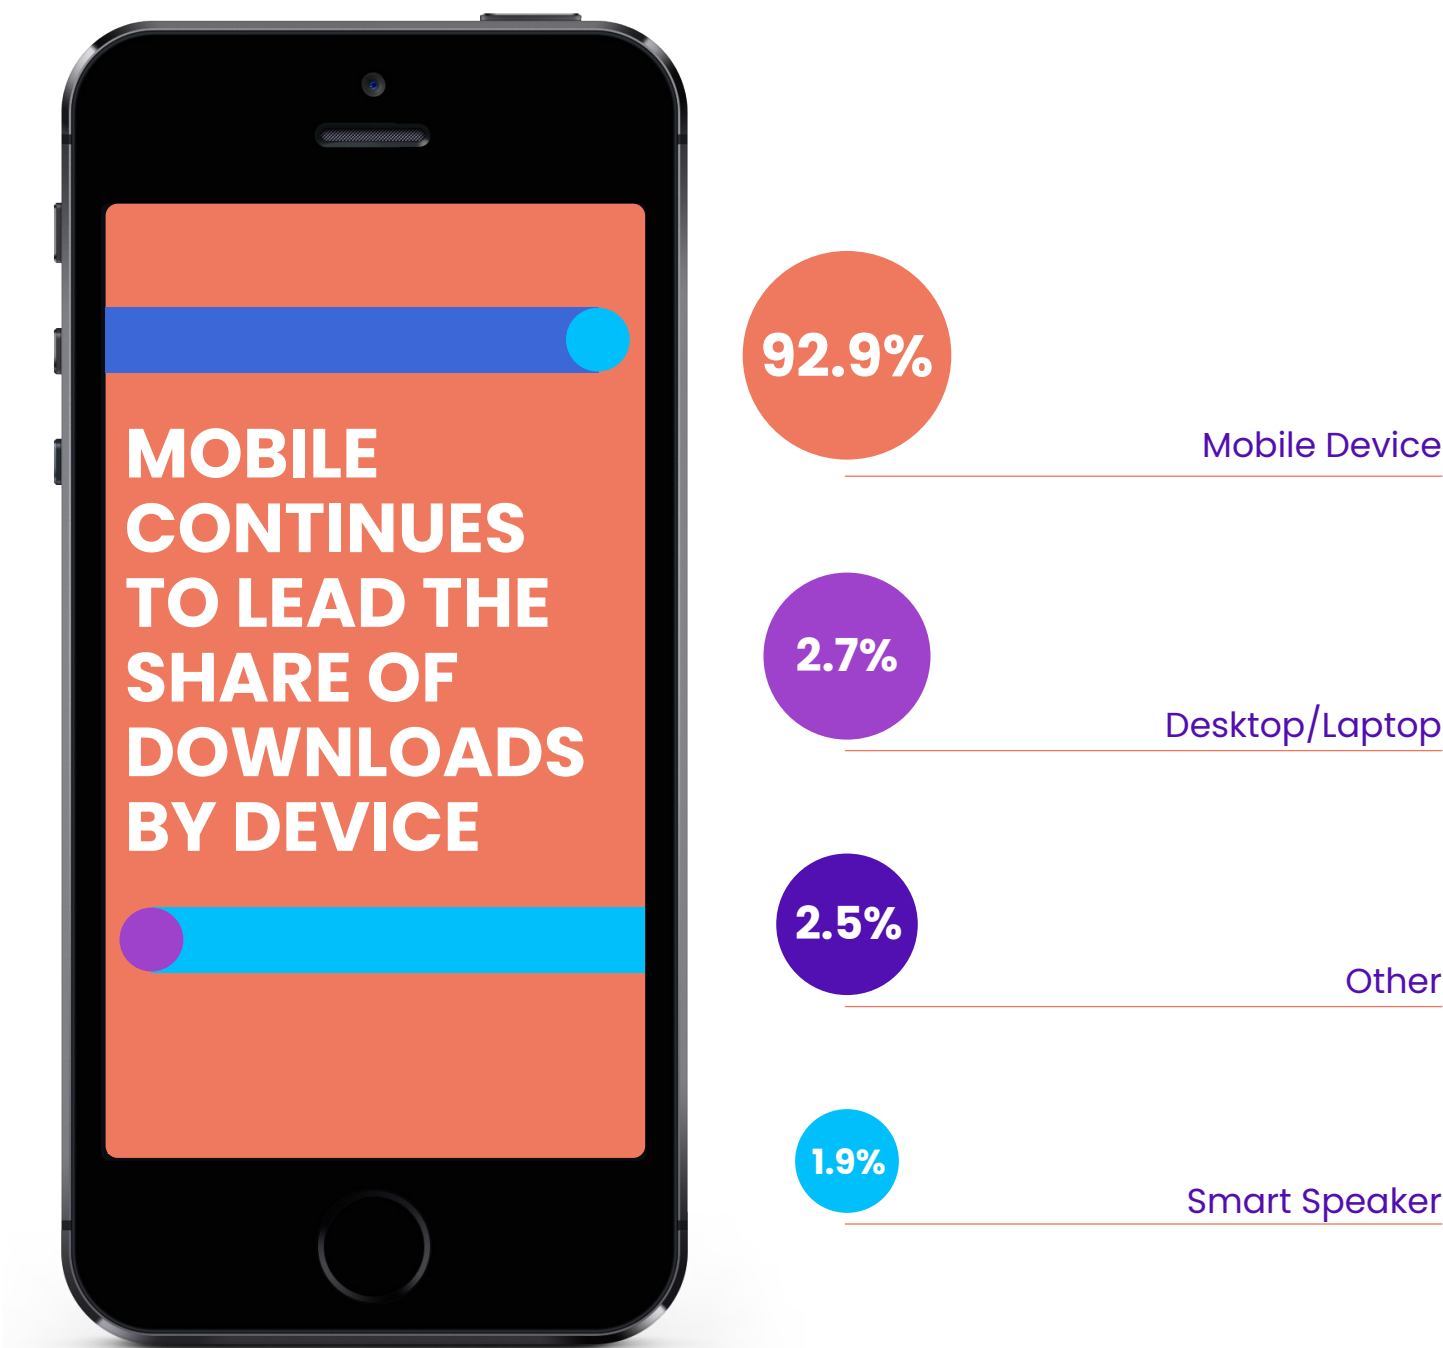 MOBILE
CONTINUES
TO LEAD THE
SHARE OF
DOWNLOADS
BY DEVICE
92.9%
Mobile Device
2.7%
Desktop/Laptop
2.5%
Other
1.9%
Smart Speaker